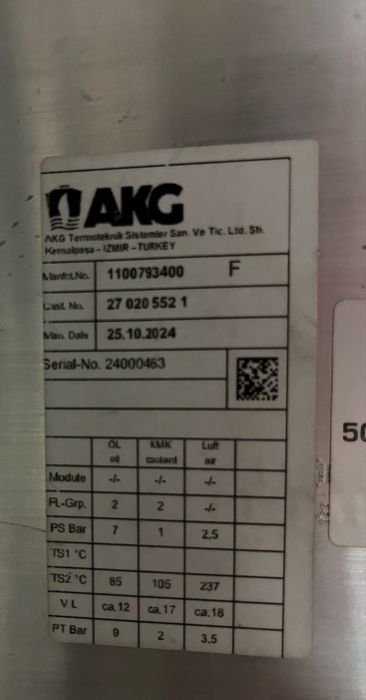 AKG
AKG Termoteknik Sistemler San. Ve Tic. Ltd. Sti.
Kemalpasa - IZMIR - TURKEY
Manfct.No. 1100793400 F
Cust. No. 27 020 552 1
Man. Date 25.10.2024
Serial-No. 24000463
ÖL KMK Luft
oil coolant air
Module -/- -/- -/-
FL-Grp. 2 2 -/-
PS Bar 7 1 2,5
TS1 °C
TS2 °C 85 105 237
V L ca.12 ca.17 ca.18
PT Bar 9 2 3.5
50